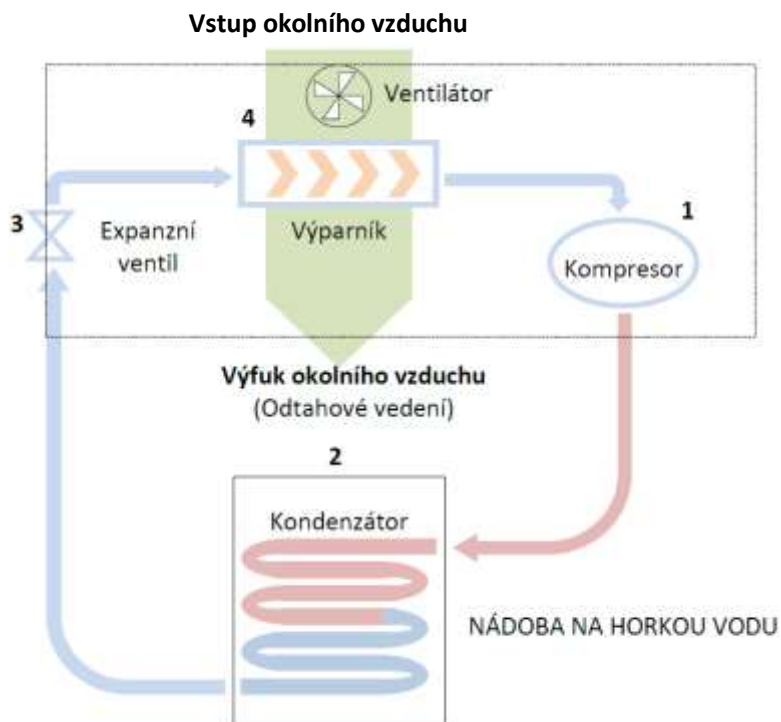 Vstup okolního vzduchu
Ventilátor
4
1
3
Expanzní
ventil
Výparník
Kompresor
Výfuk okolního vzduchu
(Odtahové vedení)
2
Kondenzátor
NÁDOBA NA HORKOU VODU